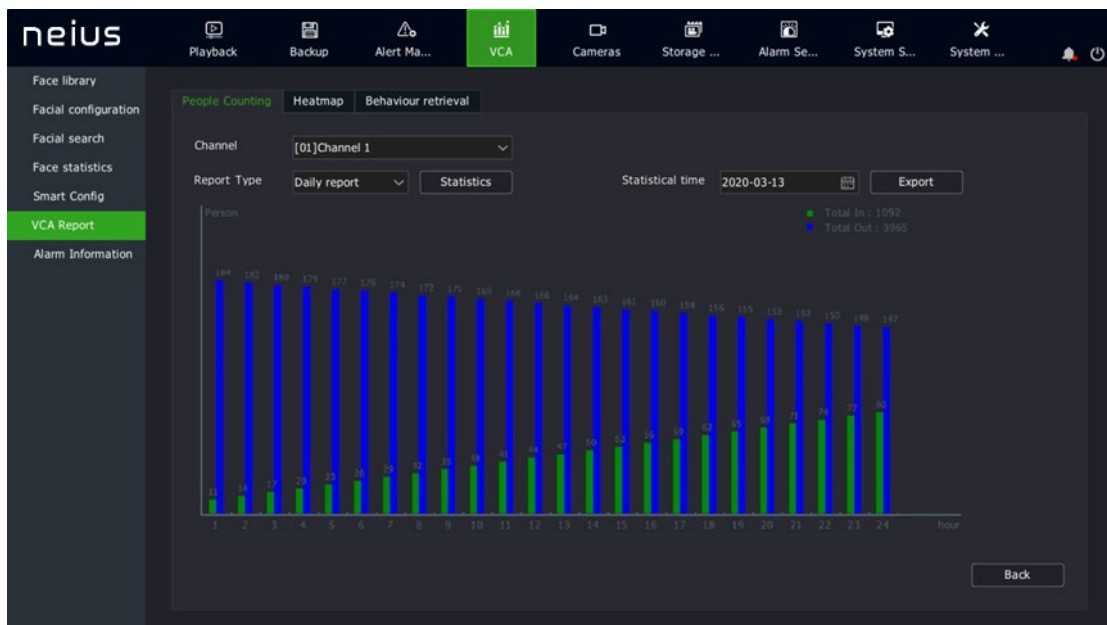 neius
Playback Backup Alert Ma... VCA Cameras Storage ... Alarm Se... System S... System ...
Face library
Facial configuration
Facial search
Face statistics
Smart Config
VCA Report
Alarm Information
People Counting Heatmap Behaviour retrieval
Channel [01]Channel 1
Report Type Daily report Statistics Statistical time 2020-03-13 Export
Person
Total In : 1092
Total Out : 3965
184 182 180 179 177 176 174 172 171 169 168 166 164 163 161 160 158 156 155 153 152 150 148 147
11 14 17 20 23 26 29 32 35 38 41 44 47 50 53 56 59 62 65 68 71 74 77 80
1 2 3 4 5 6 7 8 9 10 11 12 13 14 15 16 17 18 19 20 21 22 23 24 hour
Back